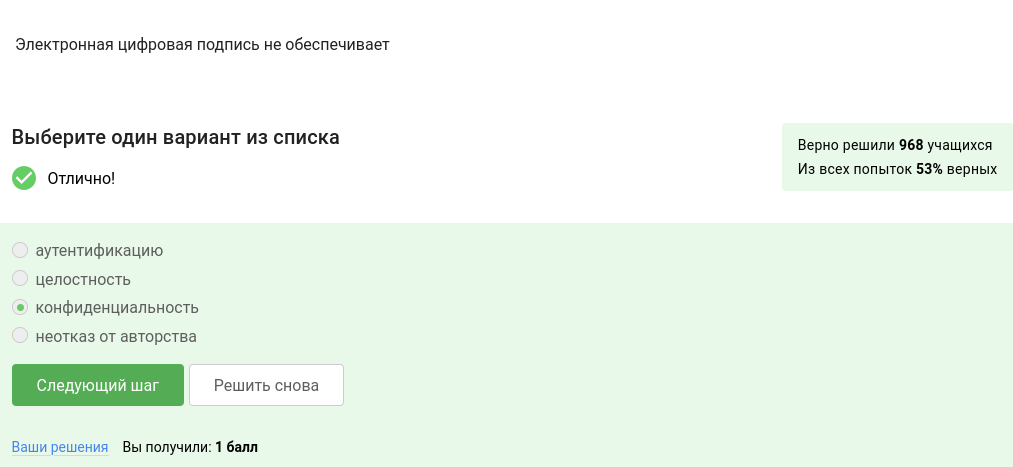 Электронная цифровая подпись не обеспечивает
Выберите один вариант из списка
Отлично!
Верно решили 968 учащихся
Из всех попыток 53% верных
аутентификацию
целостность
конфиденциальность
неотказ от авторства
Следующий шаг Решить снова
Ваши решения Вы получили: 1 балл